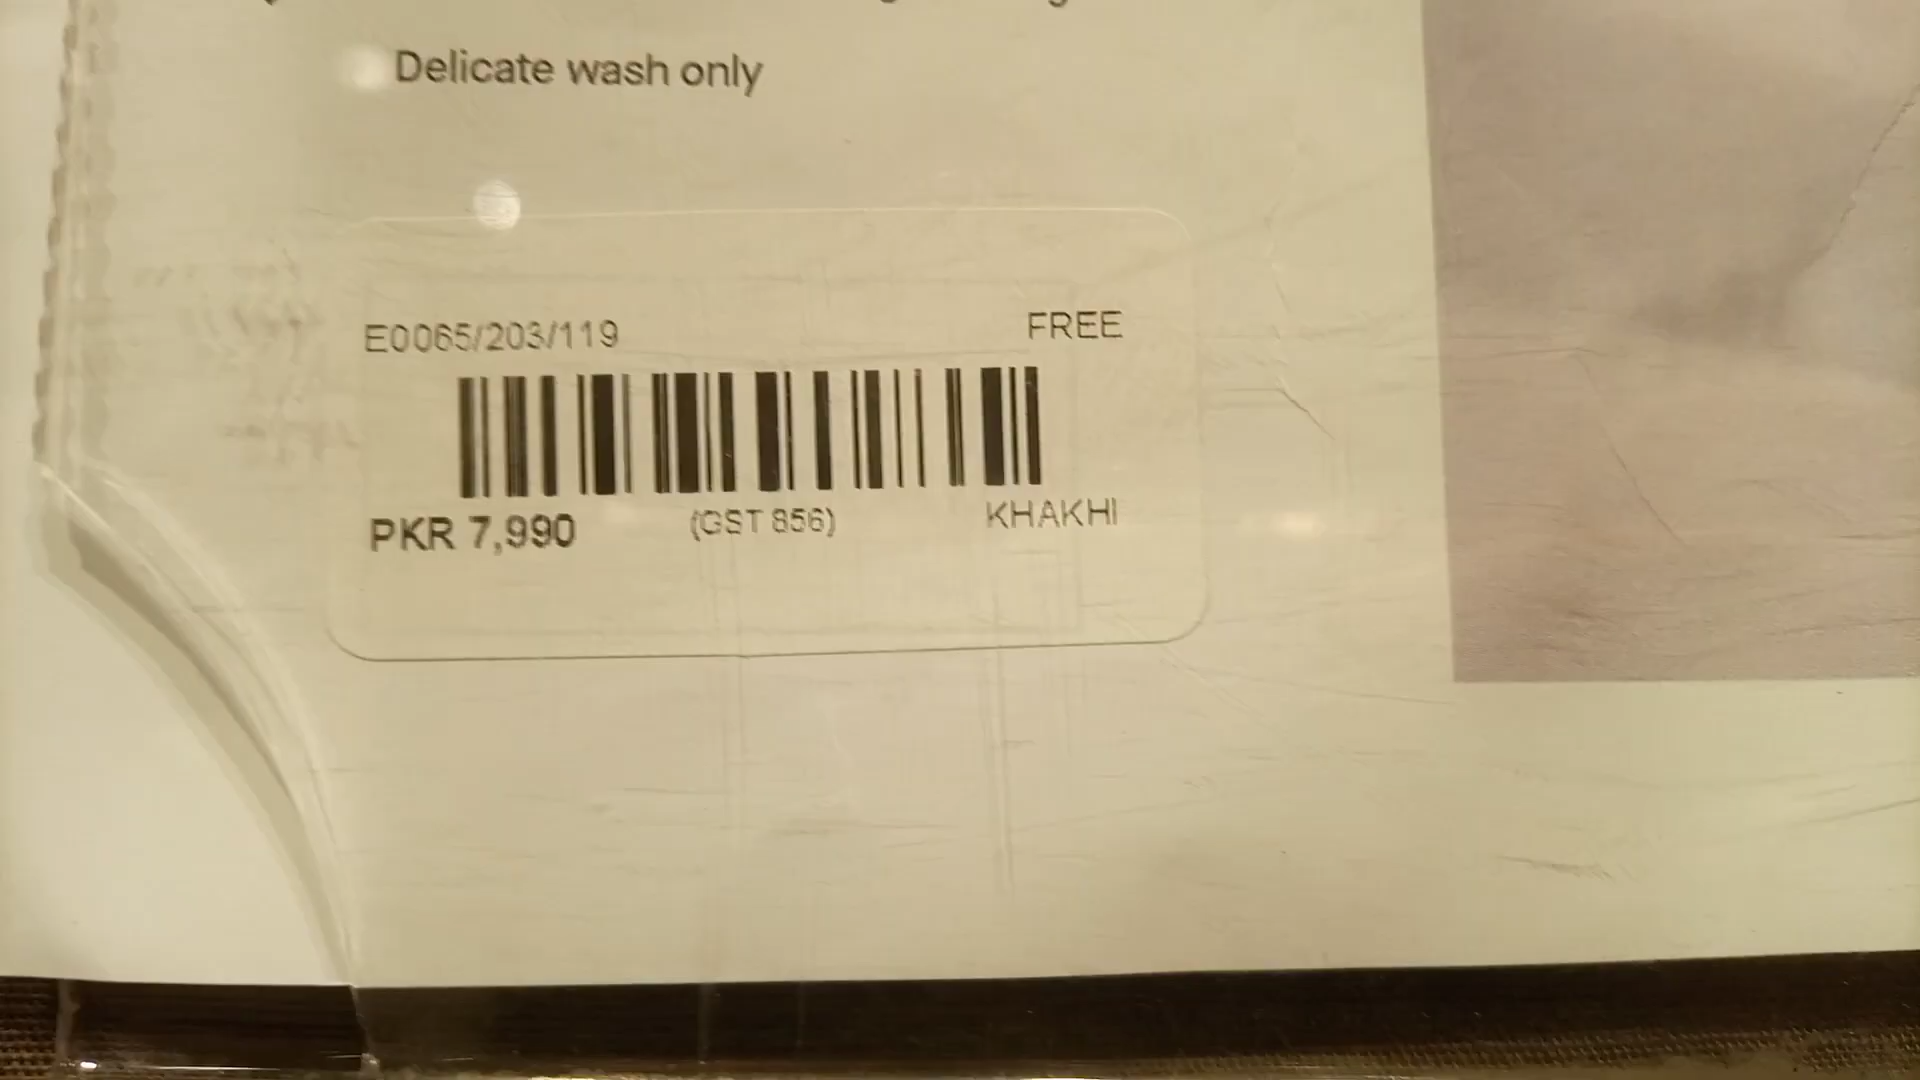 Delicate wash only
E0065/203/119 FREE
PKR 7,990 (GST 856) KHAKHI